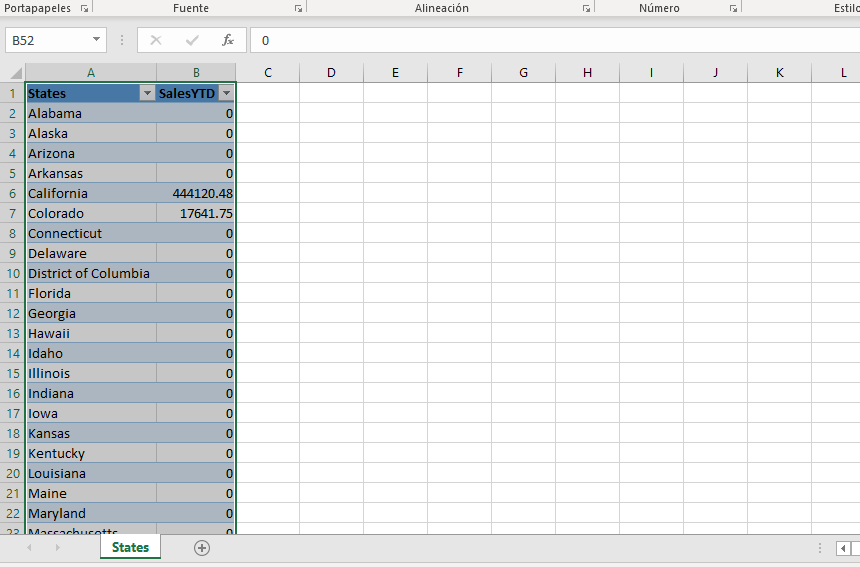 Portapapeles Fuente Alineación Número Estilo
B52 fx 0
A B C D E F G H I J K L
1 States SalesYTD
2 Alabama 0
3 Alaska 0
4 Arizona 0
5 Arkansas 0
6 California 444120.48
7 Colorado 17641.75
8 Connecticut 0
9 Delaware 0
10 District of Columbia 0
11 Florida 0
12 Georgia 0
13 Hawaii 0
14 Idaho 0
15 Illinois 0
16 Indiana 0
17 Iowa 0
18 Kansas 0
19 Kentucky 0
20 Louisiana 0
21 Maine 0
22 Maryland 0
23 Massachusetts 0
States